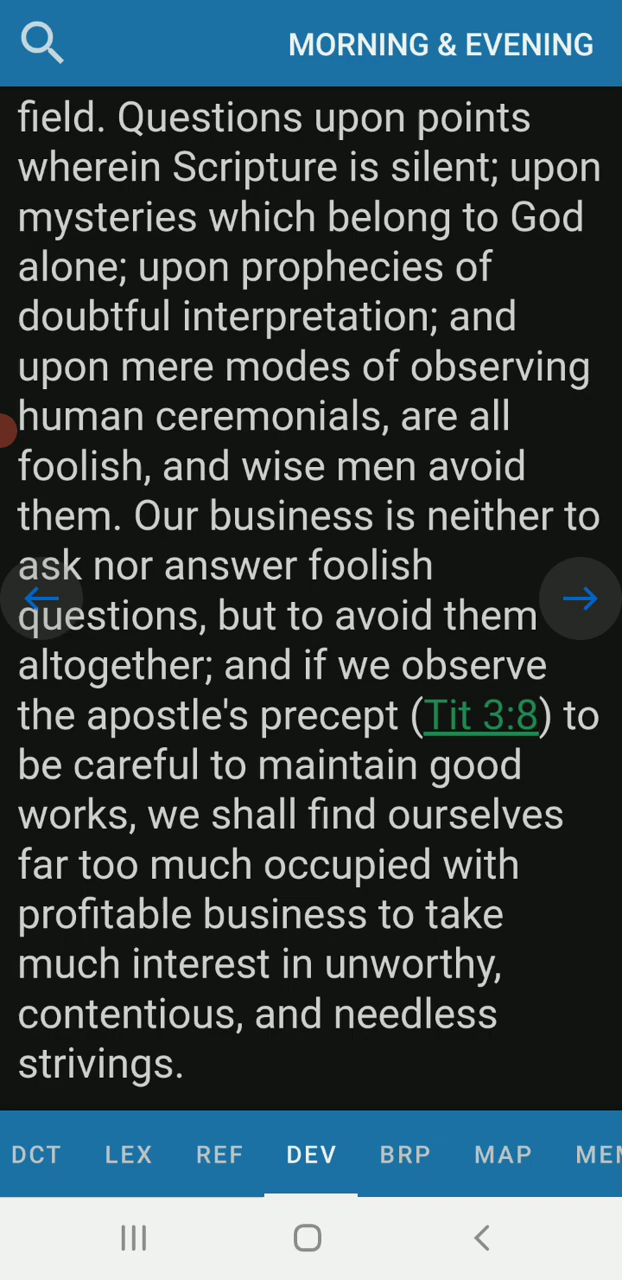 MORNING & EVENING
field. Questions upon points
wherein Scripture is silent; upon
mysteries which belong to God
alone; upon prophecies of
doubtful interpretation; and
upon mere modes of observing
human ceremonials, are all
foolish, and wise men avoid
them. Our business is neither to
ask nor answer foolish
questions, but to avoid them
altogether; and if we observe
the apostle's precept (Tit 3:8) to
be careful to maintain good
works, we shall find ourselves
far too much occupied with
profitable business to take
much interest in unworthy,
contentious, and needless
strivings.
DCT LEX REF DEV BRP MAP MEM